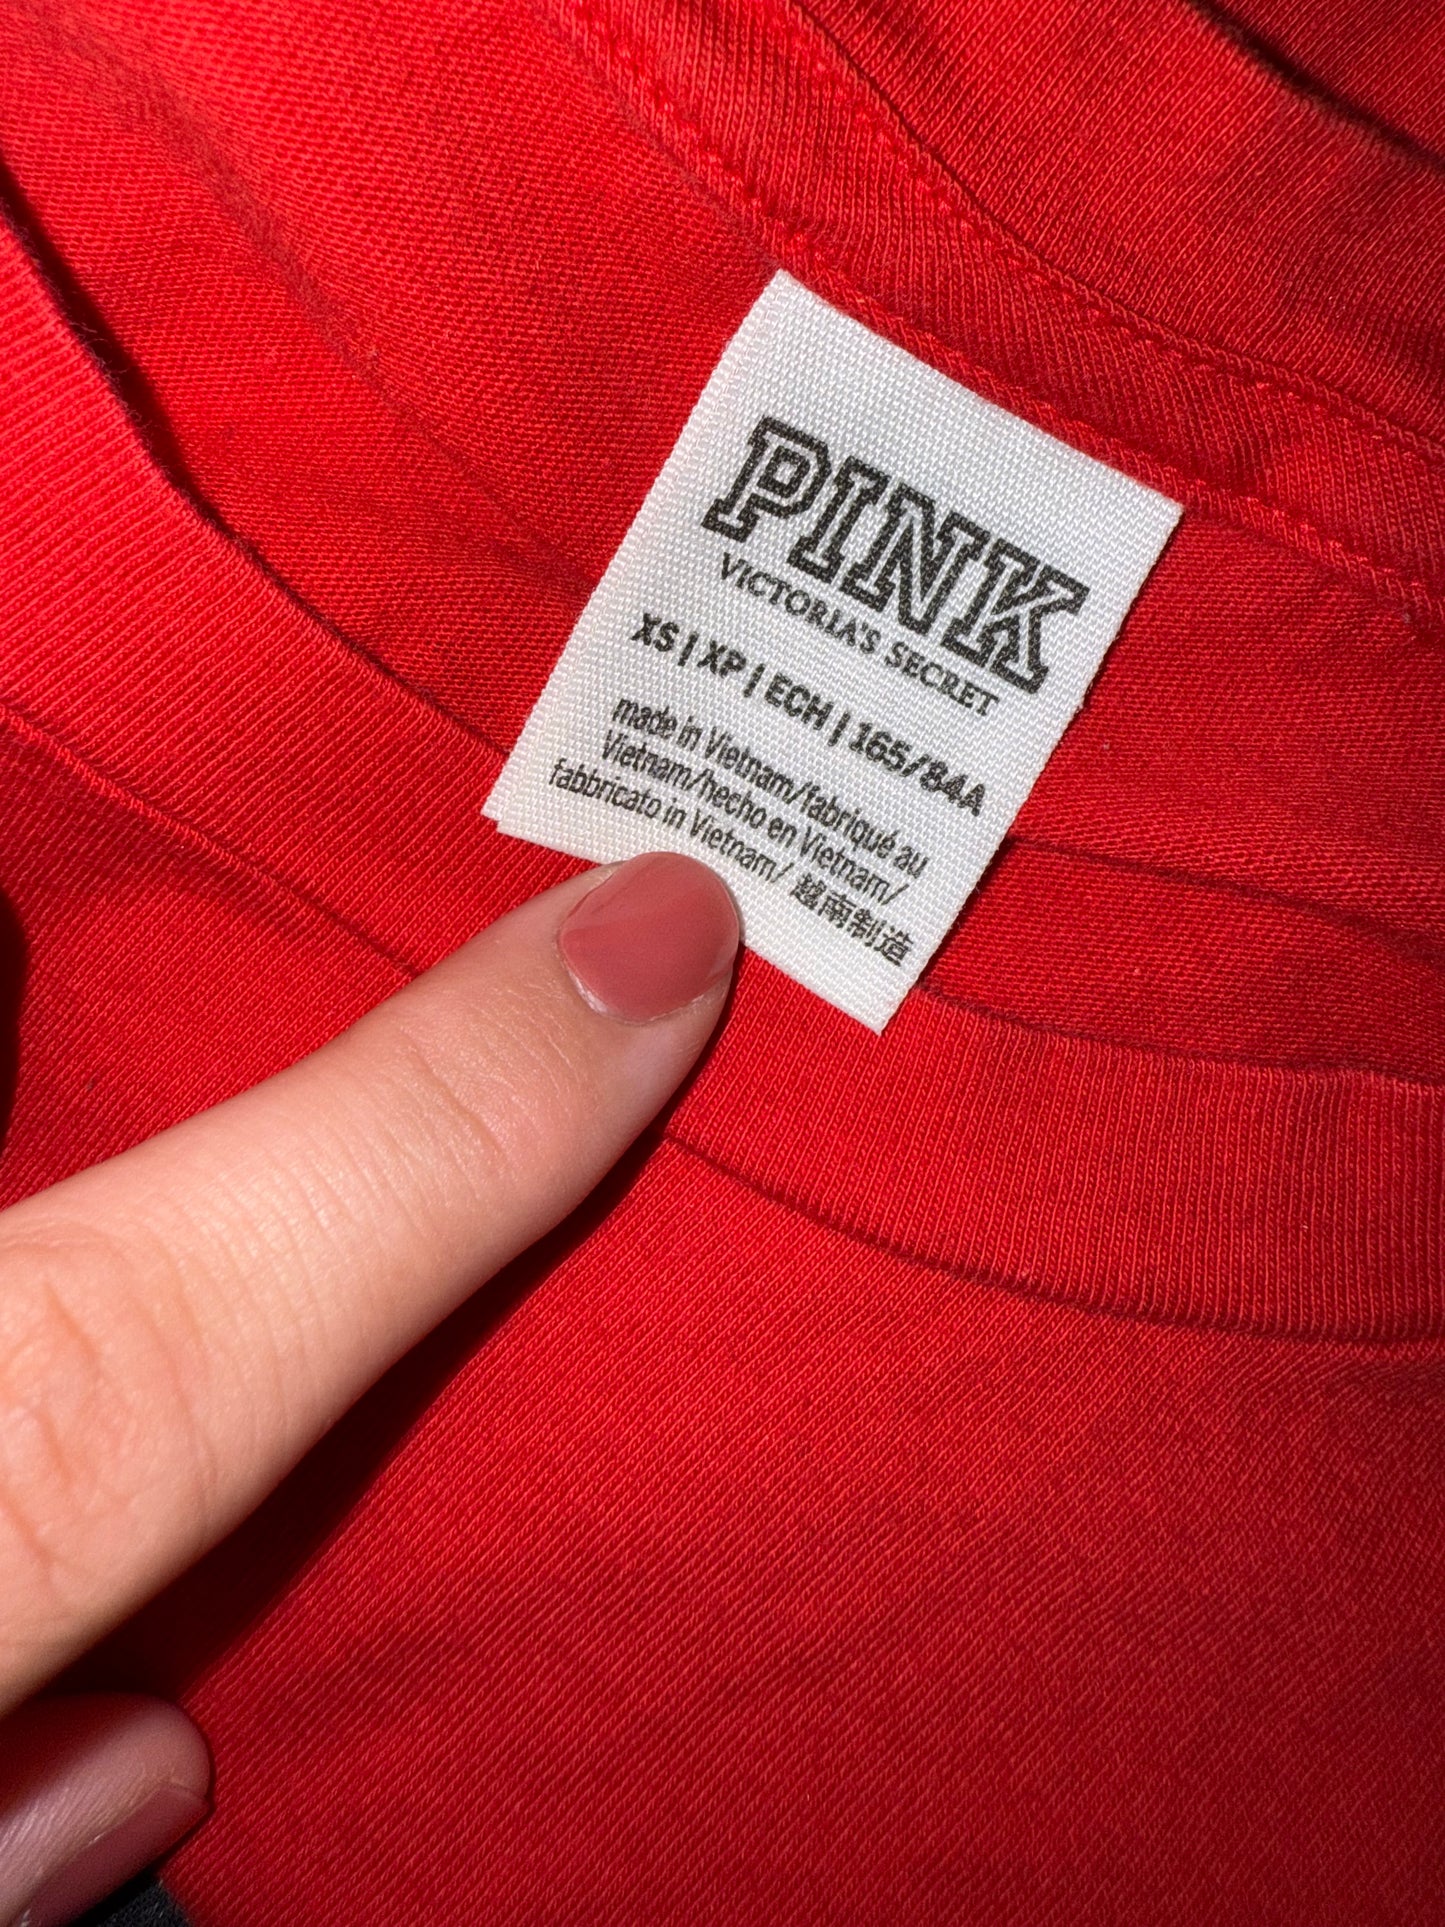 PINK
VICTORIA'S SECRET
XS | XP | ECH | 165/84A
made in Vietnam/fabriqué au
Vietnam/hecho en Vietnam/
fabbricato in Vietnam/ 越南制造